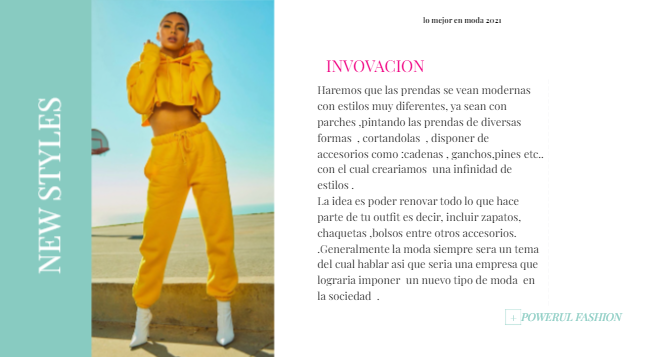 NEW STYLES
lo mejor en moda 2021
INVOVACION
Haremos que las prendas se vean modernas
con estilos muy diferentes, ya sean con
parches ,pintando las prendas de diversas
formas , cortandolas , disponer de
accesorios como :cadenas , ganchos,pines etc..
con el cual creariamos una infinidad de
estilos .
La idea es poder renovar todo lo que hace
parte de tu outfit es decir, incluir zapatos,
chaquetas ,bolsos entre otros accesorios.
.Generalmente la moda siempre sera un tema
del cual hablar asi que seria una empresa que
lograria imponer un nuevo tipo de moda en
la sociedad .
+ POWERUL FASHION